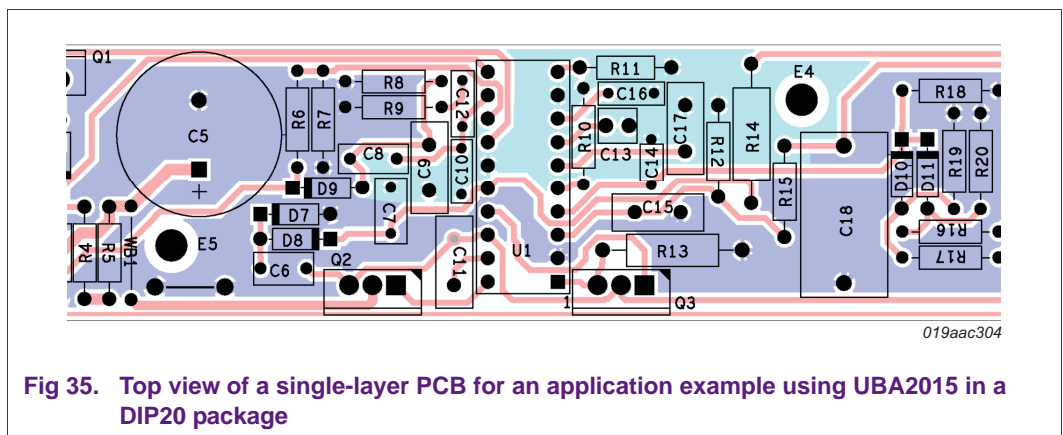 Q1
E4
R11
R18
R8
C12
C16
R9
C17
R6
R7
R10
C5
R12
R14
C13
C8
C9
C10
C14
D10
D11
R19
R20
+
D9
R15
C7
C15
D7
C18
R4
R5
WB1
E5
D8
C11
U1
R16
R13
Q2
C6
R17
1
Q3
019aac304
Fig 35. Top view of a single-layer PCB for an application example using UBA2015 in a
DIP20 package